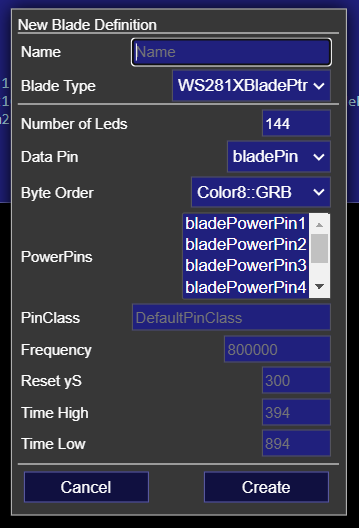 New Blade Definition
Name Name
Blade Type WS281XBladePtr
Number of Leds 144
Data Pin bladePin
Byte Order Color8::GRB
PowerPins
bladePowerPin1
bladePowerPin2
bladePowerPin3
bladePowerPin4
PinClass DefaultPinClass
Frequency 800000
Reset yS 300
Time High 394
Time Low 894
Cancel Create